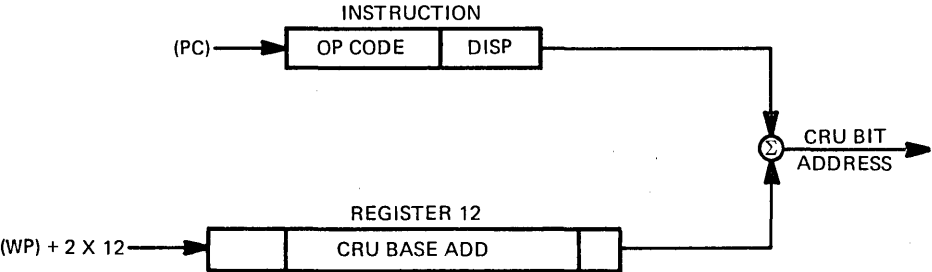 INSTRUCTION
(PC)
OP CODE
DISP
Σ
CRU BIT
ADDRESS
REGISTER 12
(WP) + 2 X 12
CRU BASE ADD